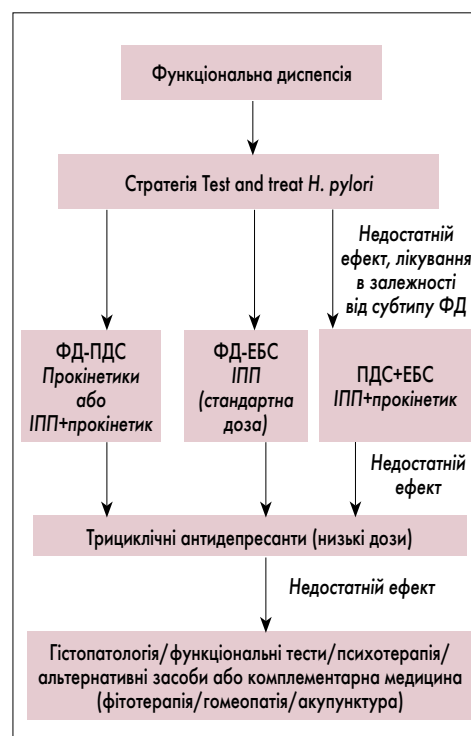 Функціональна диспепсія
Стратегія Test and treat H. pylori
Недостатній
ефект, лікування
в залежності
від субтипу ФД
ФД-ПДС
Прокінетики
або
ІПП+прокінетик
ФД-ЕБС
ІПП
(стандартна
доза)
ПДС+ЕБС
ІПП+прокінетик
Недостатній
ефект
Трициклічні антидепресанти (низькі дози)
Недостатній ефект
Гістопатологія/функціональні тести/психотерапія/
альтернативні засоби або комплементарна медицина
(фітотерапія/гомеопатія/акупунктура)